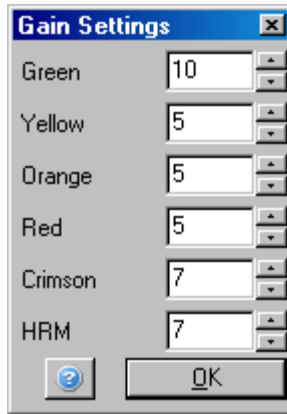 Gain Settings
Green 10
Yellow 5
Orange 5
Red 5
Crimson 7
HRM 7
? OK